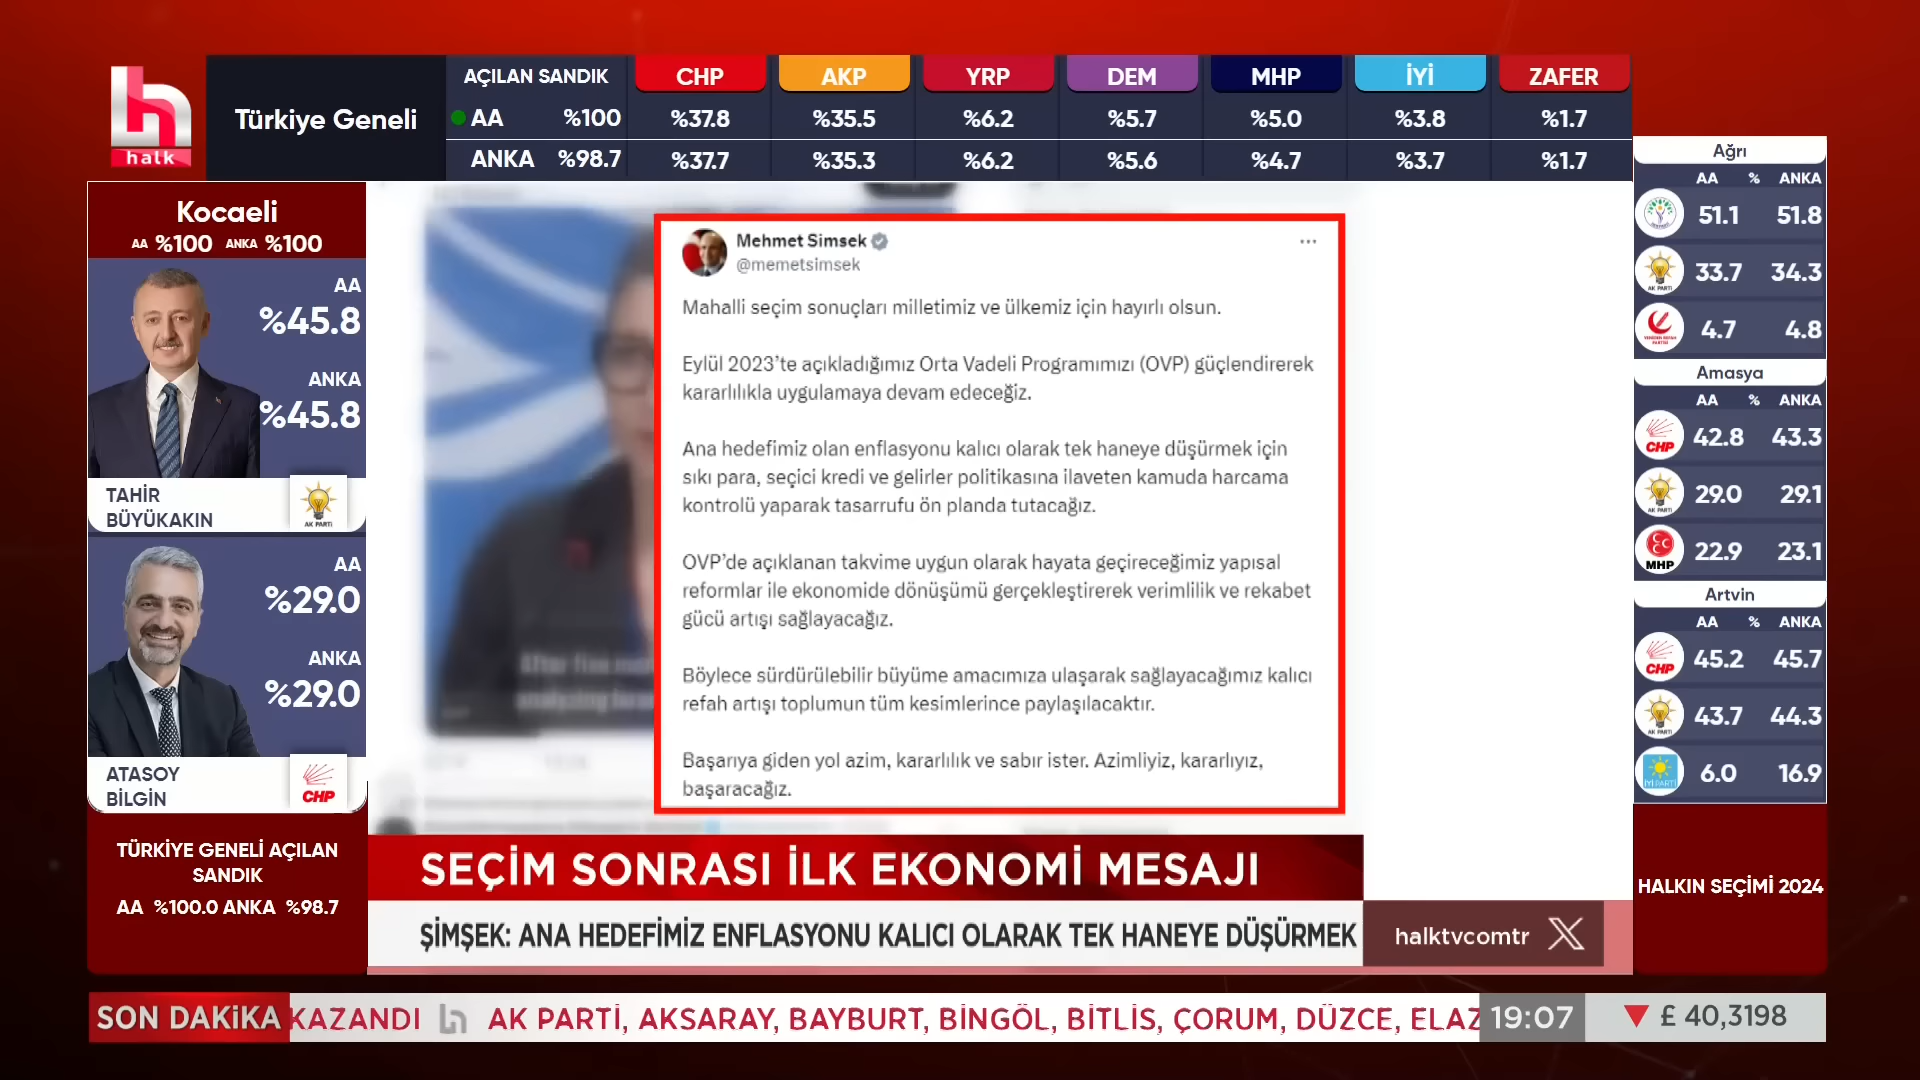 halk
Türkiye Geneli
AÇILAN SANDIK CHP AKP YRP DEM MHP İYİ ZAFER
AA %100 %37.8 %35.5 %6.2 %5.7 %5.0 %3.8 %1.7
ANKA %98.7 %37.7 %35.3 %6.2 %5.6 %4.7 %3.7 %1.7
Kocaeli
AA %100 ANKA %100
AA
%45.8
ANKA
%45.8
TAHİR
BÜYÜKAKIN
AK PARTİ
AA
%29.0
ANKA
%29.0
ATASOY
BİLGİN
CHP
TÜRKİYE GENELİ AÇILAN
SANDIK
AA %100.0 ANKA %98.7
Mehmet Simsek
@memetsimsek
Mahalli seçim sonuçları milletimiz ve ülkemiz için hayırlı olsun.
Eylül 2023'te açıkladığımız Orta Vadeli Programımızı (OVP) güçlendirerek
kararlılıkla uygulamaya devam edeceğiz.
Ana hedefimiz olan enflasyonu kalıcı olarak tek haneye düşürmek için
sıkı para, seçici kredi ve gelirler politikasına ilaveten kamuda harcama
kontrolü yaparak tasarrufu ön planda tutacağız.
OVP'de açıklanan takvime uygun olarak hayata geçireceğimiz yapısal
reformlar ile ekonomide dönüşümü gerçekleştirerek verimlilik ve rekabet
gücü artışı sağlayacağız.
Böylece sürdürülebilir büyüme amacımıza ulaşarak sağlayacağımız kalıcı
refah artışı toplumun tüm kesimlerince paylaşılacaktır.
Başarıya giden yol azim, kararlılık ve sabır ister. Azimliyiz, kararlıyız,
başaracağız.
Ağrı
AA % ANKA
51.1 51.8
AK PARTİ 33.7 34.3
4.7 4.8
Amasya
AA % ANKA
CHP 42.8 43.3
AK PARTİ 29.0 29.1
MHP 22.9 23.1
Artvin
AA % ANKA
CHP 45.2 45.7
AK PARTİ 43.7 44.3
İYİ PARTİ 6.0 16.9
HALKIN SEÇİMİ 2024
SEÇİM SONRASI İLK EKONOMİ MESAJI
ŞİMŞEK: ANA HEDEFİMİZ ENFLASYONU KALICI OLARAK TEK HANEYE DÜŞÜRMEK
halktvcomtr X
SON DAKİKA KAZANDI AK PARTİ, AKSARAY, BAYBURT, BİNGÖL, BİTLİS, ÇORUM, DÜZCE, ELAZ 19:07 £ 40,3198